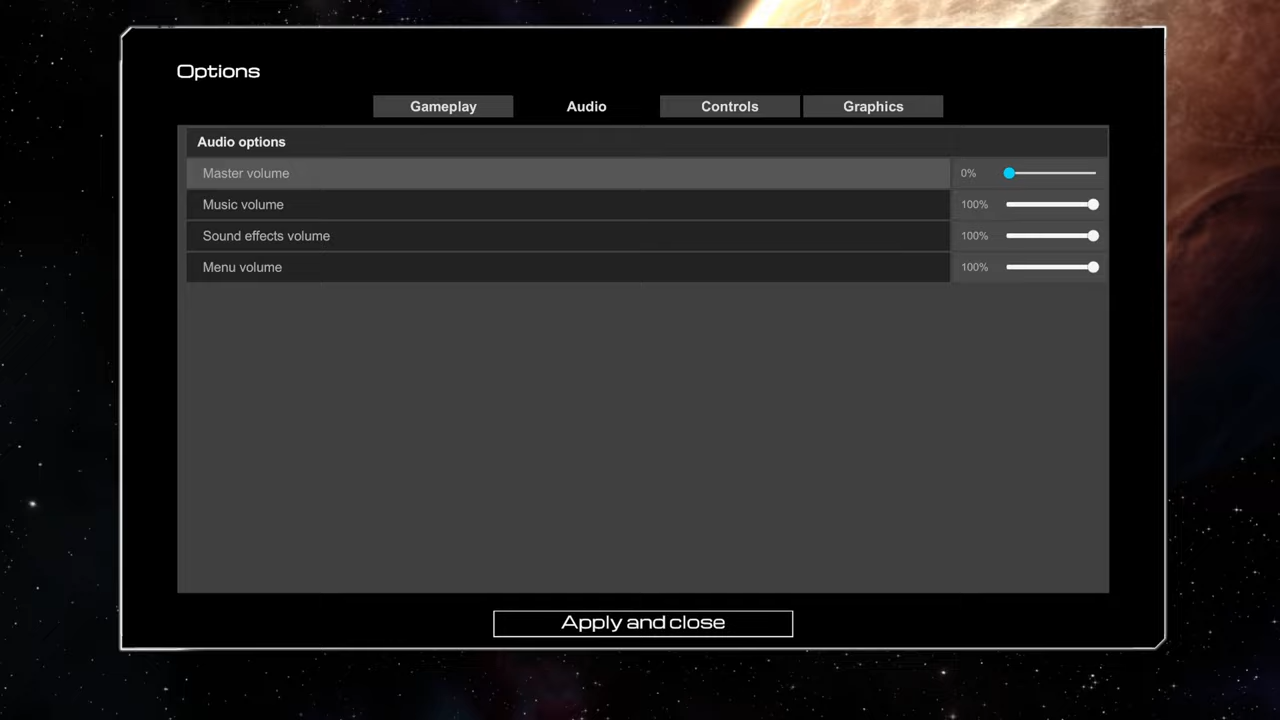 Options
Gameplay Audio Controls Graphics
Audio options
Master volume 0%
Music volume 100%
Sound effects volume 100%
Menu volume 100%
Apply and close